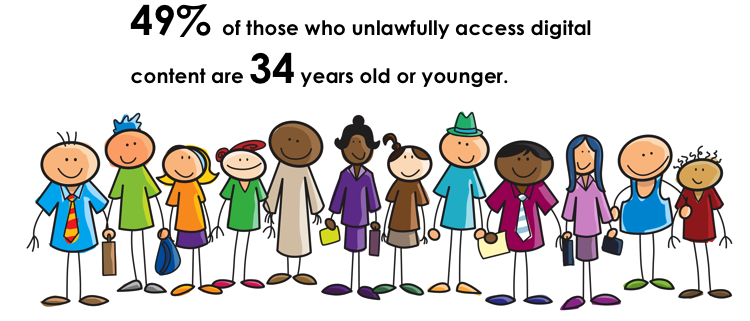 49% of those who unlawfully access digital
content are 34 years old or younger.